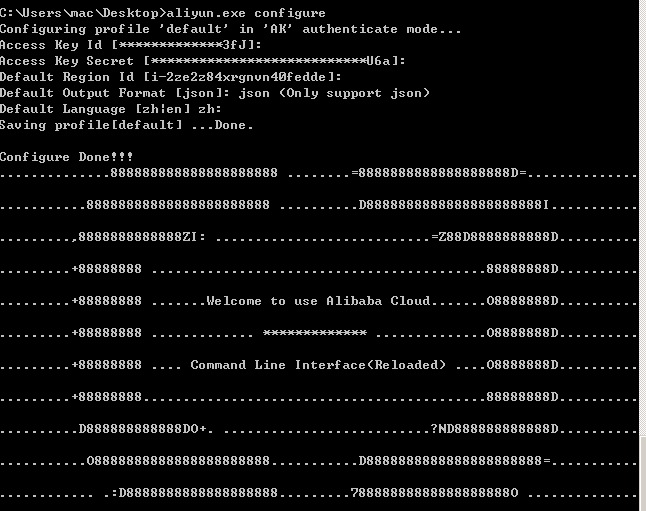 C:\Users\mac\Desktop>aliyun.exe configure
Configuring profile 'default' in 'AK' authenticate mode...
Access Key Id [*************3fJ]:
Access Key Secret [***************************U6a]:
Default Region Id [i-2ze2z84xrgnvn40fedde]:
Default Output Format [json]: json (Only support json)
Default Language [zh|en] zh:
Saving profile[default] ...Done.
Configure Done!!!
..............888888888888888888888 ........=8888888888888888888D=..............
...........88888888888888888888888 ..........D8888888888888888888888I...........
.........,8888888888888ZI: ...........................=Z88D8888888888D..........
.........+88888888 ..........................................88888888D..........
.........+88888888 .......Welcome to use Alibaba Cloud.......O8888888D..........
.........+88888888 ............. ************* ..............O8888888D..........
.........+88888888 .... Command Line Interface(Reloaded) ....O8888888D..........
.........+88888888...........................................88888888D..........
..........D888888888888DO+. ..........................?ND888888888888D..........
...........O8888888888888888888888...........D8888888888888888888888=...........
............ .:D8888888888888888888.........78888888888888888888O ..............